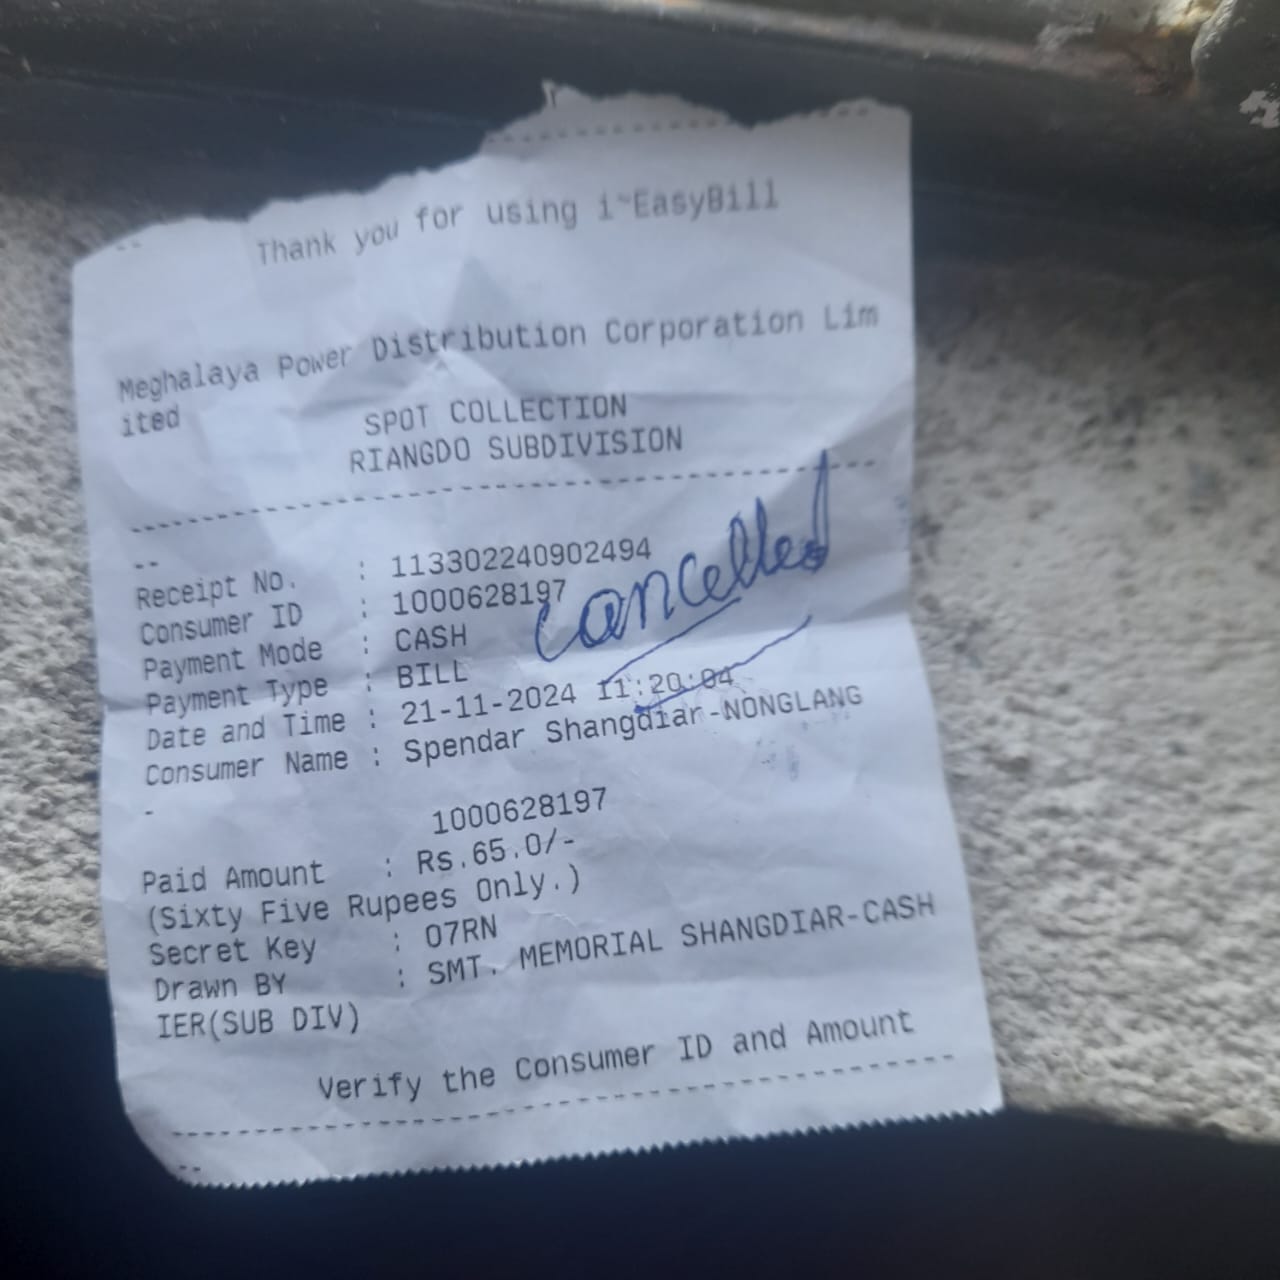 Thank you for using i~EasyBill
Meghalaya Power Distribution Corporation Lim
ited
SPOT COLLECTION
RIANGDO SUBDIVISION
--------------------------------------------
--
Receipt No. : 113302240902494
Consumer ID : 1000628197
Cancelled
Payment Mode : CASH
Payment Type : BILL
Date and Time : 21-11-2024 11:20:04
Consumer Name : Spendar Shangdiar-NONGLANG
-
1000628197
Paid Amount : Rs.65.0/-
(Sixty Five Rupees Only.)
Secret Key : 07RN
Drawn BY : SMT. MEMORIAL SHANGDIAR-CASH
IER(SUB DIV)
Verify the Consumer ID and Amount
--------------------------------------------
--